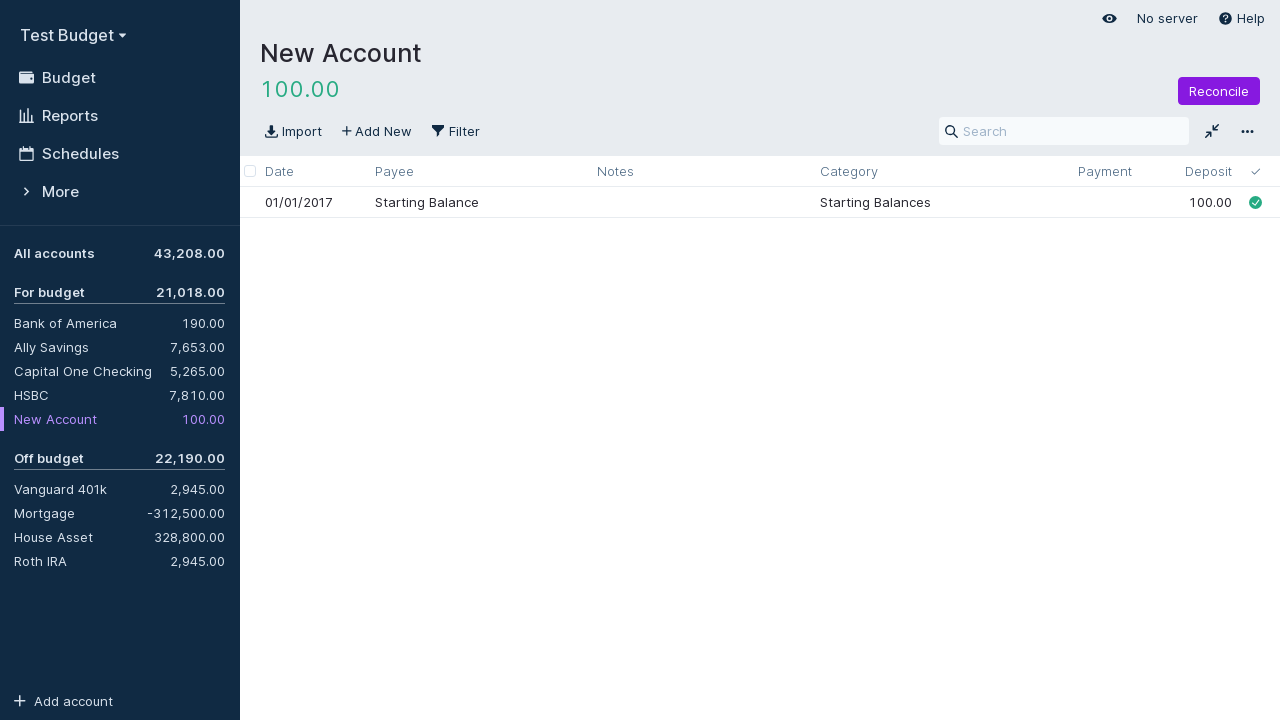 Test Budget
Budget
Reports
Schedules
More
All accounts 43,208.00
For budget 21,018.00
Bank of America 190.00
Ally Savings 7,653.00
Capital One Checking 5,265.00
HSBC 7,810.00
New Account 100.00
Off budget 22,190.00
Vanguard 401k 2,945.00
Mortgage -312,500.00
House Asset 328,800.00
Roth IRA 2,945.00
Add account
No server Help
New Account
100.00
Reconcile
Import Add New Filter Search
Date Payee Notes Category Payment Deposit
01/01/2017 Starting Balance Starting Balances 100.00